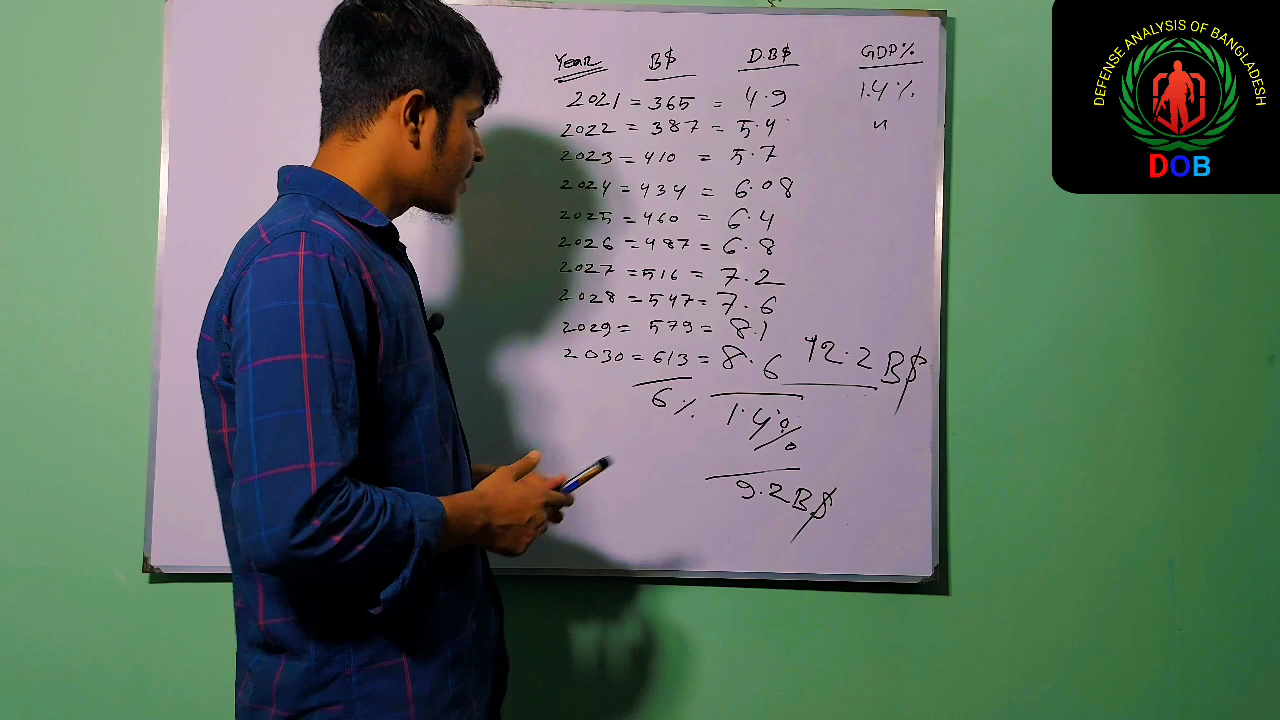 Year B$ D.B$ GDP%
2021 = 365 = 4.9 1.4%
2022 = 387 = 5.4 "
2023 = 410 = 5.7
2024 = 434 = 6.08
2025 = 460 = 6.4
2026 = 487 = 6.8
2027 = 516 = 7.2
2028 = 547 = 7.6
2029 = 579 = 8.1
2030 = 613 = 8.6 42.2 B$
6% 1.4%
9.2B$
DEFENSE ANALYSIS OF BANGLADESH
DOB